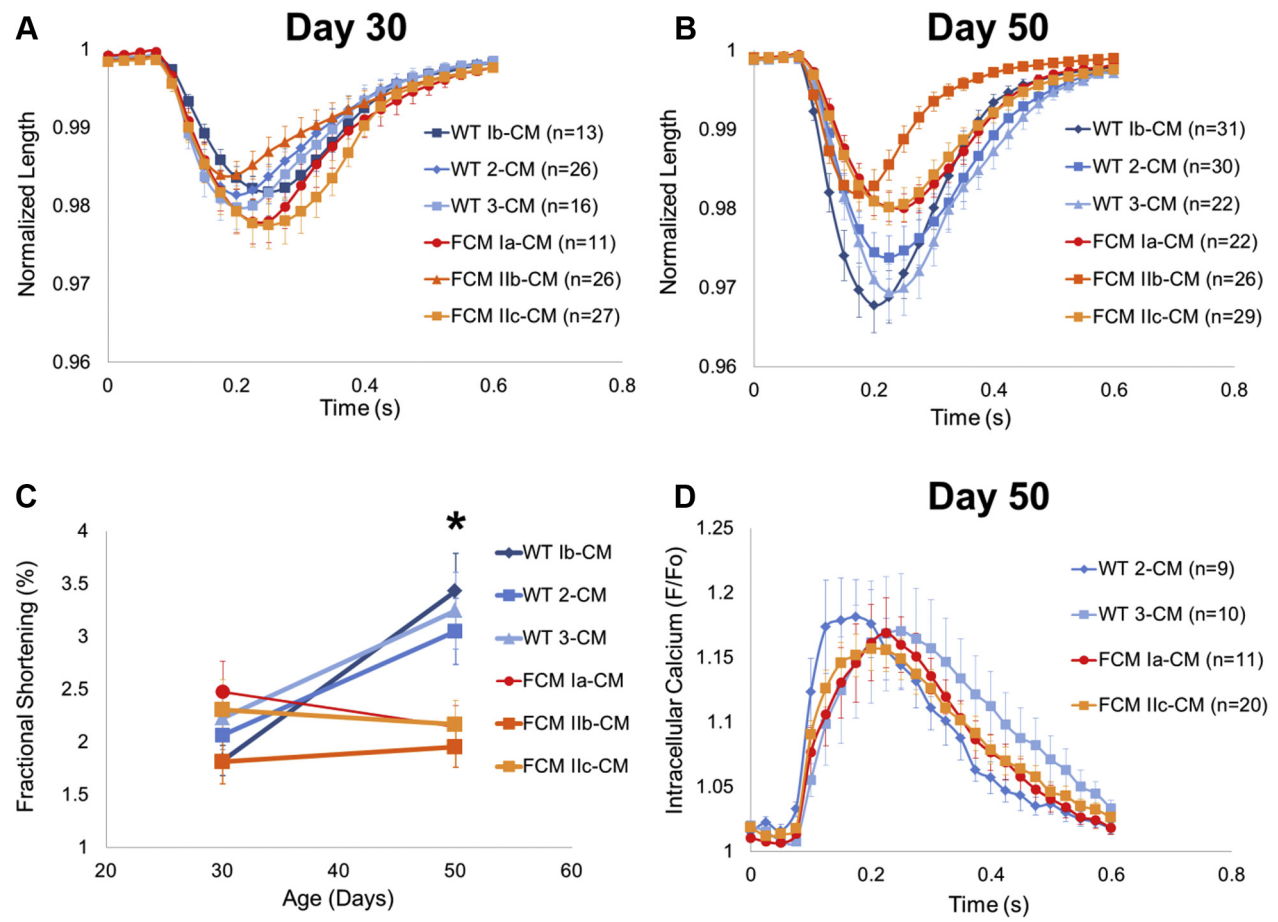 A
Day 30
Normalized Length
1
0.99
0.98
0.97
0.96
0
0.2
0.4
0.6
0.8
Time (s)
WT Ib-CM (n=13)
WT 2-CM (n=26)
WT 3-CM (n=16)
FCM Ia-CM (n=11)
FCM IIb-CM (n=26)
FCM IIc-CM (n=27)
B
Day 50
Normalized Length
1
0.99
0.98
0.97
0.96
0
0.2
0.4
0.6
0.8
Time (s)
WT Ib-CM (n=31)
WT 2-CM (n=30)
WT 3-CM (n=22)
FCM Ia-CM (n=22)
FCM IIb-CM (n=26)
FCM IIc-CM (n=29)
C
Fractional Shortening (%)
4
3.5
3
2.5
2
1.5
1
20
30
40
50
60
Age (Days)
*
WT Ib-CM
WT 2-CM
WT 3-CM
FCM Ia-CM
FCM IIb-CM
FCM IIc-CM
D
Day 50
Intracellular Calcium (F/Fo)
1.25
1.2
1.15
1.1
1.05
1
0
0.2
0.4
0.6
0.8
Time (s)
WT 2-CM (n=9)
WT 3-CM (n=10)
FCM Ia-CM (n=11)
FCM IIc-CM (n=20)